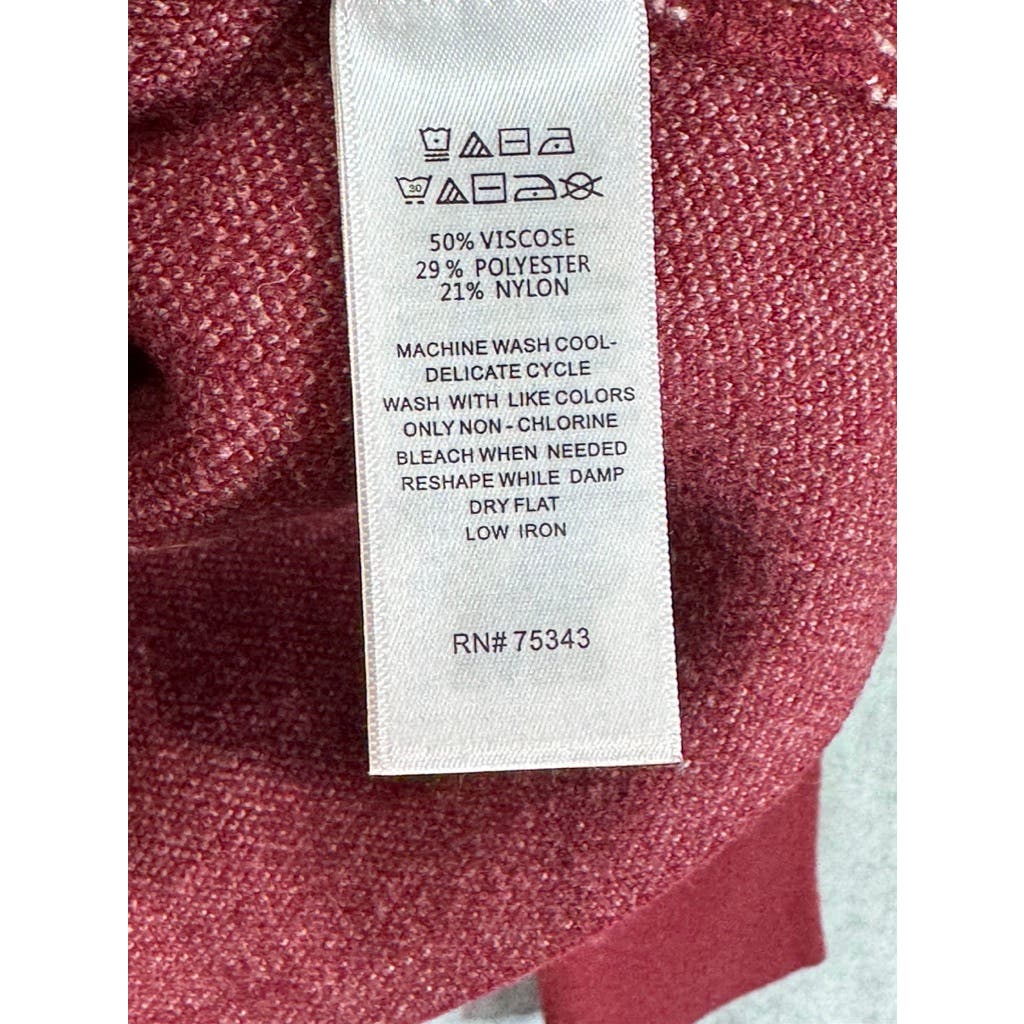 30
50% VISCOSE
29% POLYESTER
21% NYLON
MACHINE WASH COOL-
DELICATE CYCLE
WASH WITH LIKE COLORS
ONLY NON-CHLORINE
BLEACH WHEN NEEDED
RESHAPE WHILE DAMP
DRY FLAT
LOW IRON
RN# 75343